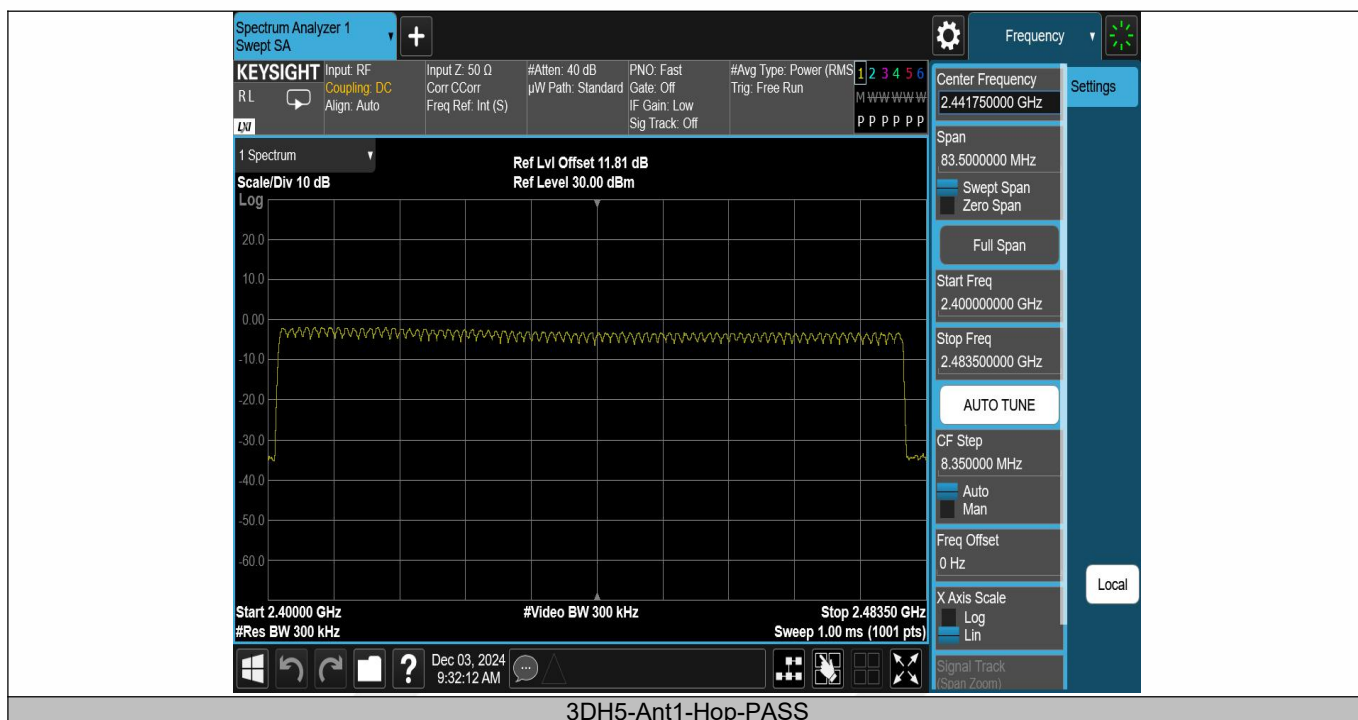 Spectrum Analyzer 1
Swept SA
+
Frequency
KEYSIGHT
RL
LXI
Input: RF
Coupling: DC
Align: Auto
Input Z: 50 Ω
Corr CCorr
Freq Ref: Int (S)
#Atten: 40 dB
µW Path: Standard
PNO: Fast
Gate: Off
IF Gain: Low
Sig Track: Off
#Avg Type: Power (RMS
Trig: Free Run
1 2 3 4 5 6
M W W W W W
P P P P P P
1 Spectrum
Scale/Div 10 dB
Ref Lvl Offset 11.81 dB
Ref Level 30.00 dBm
Log
20.0
10.0
0.00
-10.0
-20.0
-30.0
-40.0
-50.0
-60.0
Start 2.40000 GHz
#Res BW 300 kHz
#Video BW 300 kHz
Stop 2.48350 GHz
Sweep 1.00 ms (1001 pts)
Center Frequency
2.441750000 GHz
Settings
Span
83.5000000 MHz
Swept Span
Zero Span
Full Span
Start Freq
2.400000000 GHz
Stop Freq
2.483500000 GHz
AUTO TUNE
CF Step
8.350000 MHz
Auto
Man
Freq Offset
0 Hz
X Axis Scale
Log
Lin
Signal Track
(Span Zoom)
Local
?
Dec 03, 2024
9:32:12 AM
3DH5-Ant1-Hop-PASS